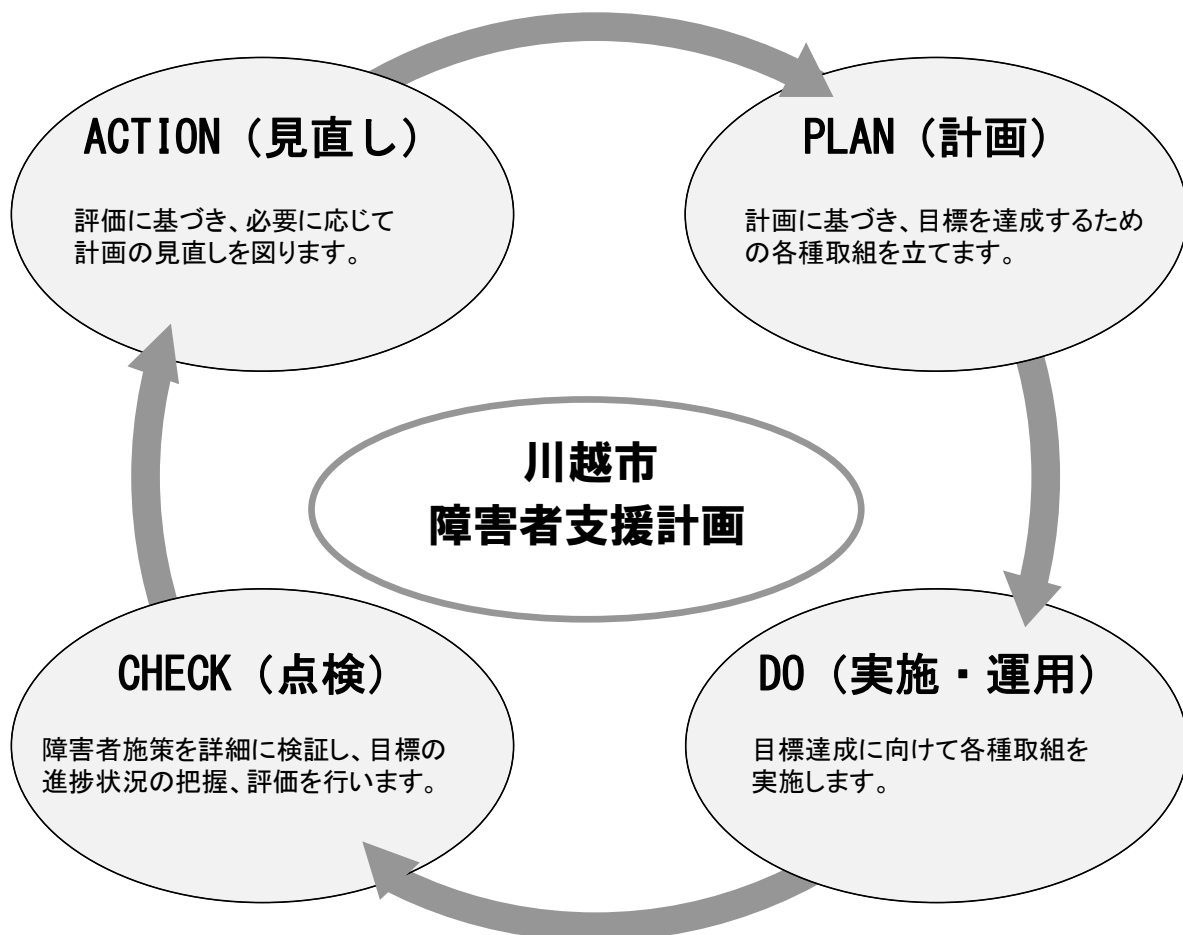 ACTION（見直し）
評価に基づき、必要に応じて
計画の見直しを図ります。
PLAN（計画）
計画に基づき、目標を達成するため
の各種取組を立てます。
川越市
障害者支援計画
CHECK（点検）
障害者施策を詳細に検証し、目標の
進捗状況の把握、評価を行います。
DO（実施・運用）
目標達成に向けて各種取組を
実施します。